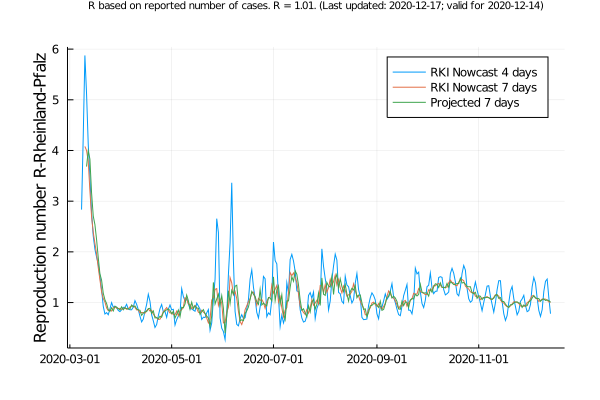 R based on reported number of cases. R = 1.01. (Last updated: 2020-12-17; valid for 2020-12-14)
Reproduction number R-Rheinland-Pfalz
6
5
4
3
2
1
RKI Nowcast 4 days
RKI Nowcast 7 days
Projected 7 days
2020-03-01
2020-05-01
2020-07-01
2020-09-01
2020-11-01